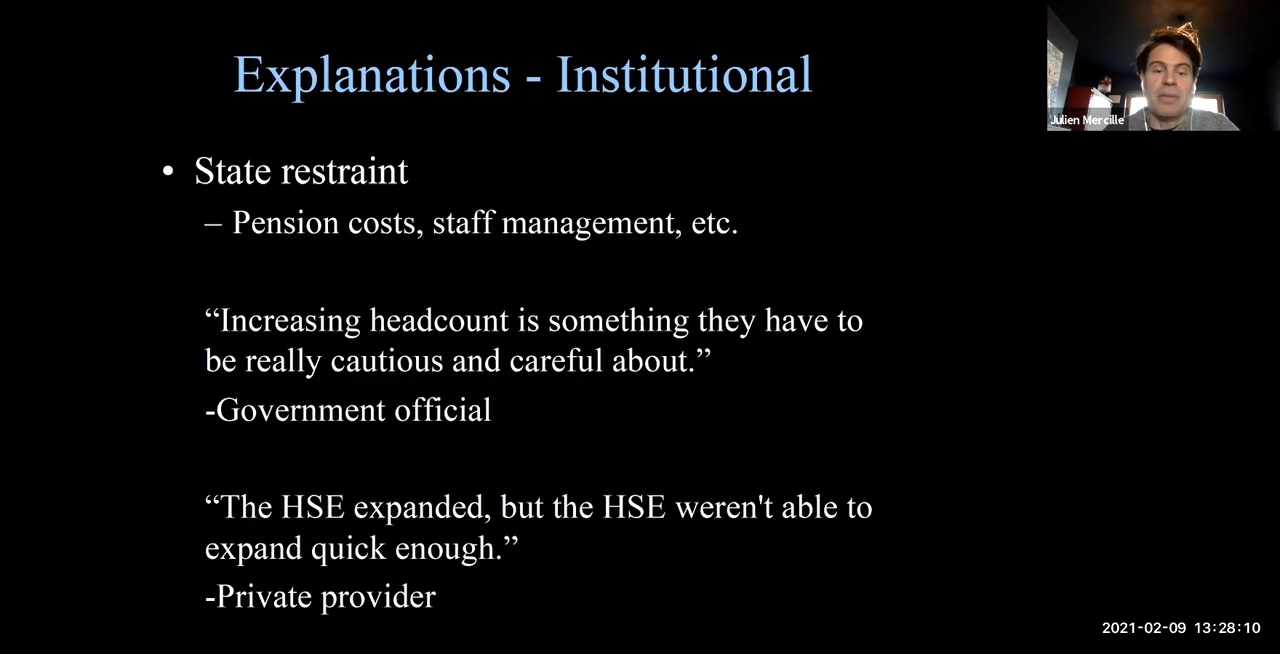 Explanations - Institutional
Julien Mercille
• State restraint
– Pension costs, staff management, etc.
“Increasing headcount is something they have to
be really cautious and careful about.”
-Government official
“The HSE expanded, but the HSE weren't able to
expand quick enough.”
-Private provider
2021-02-09 13:28:10